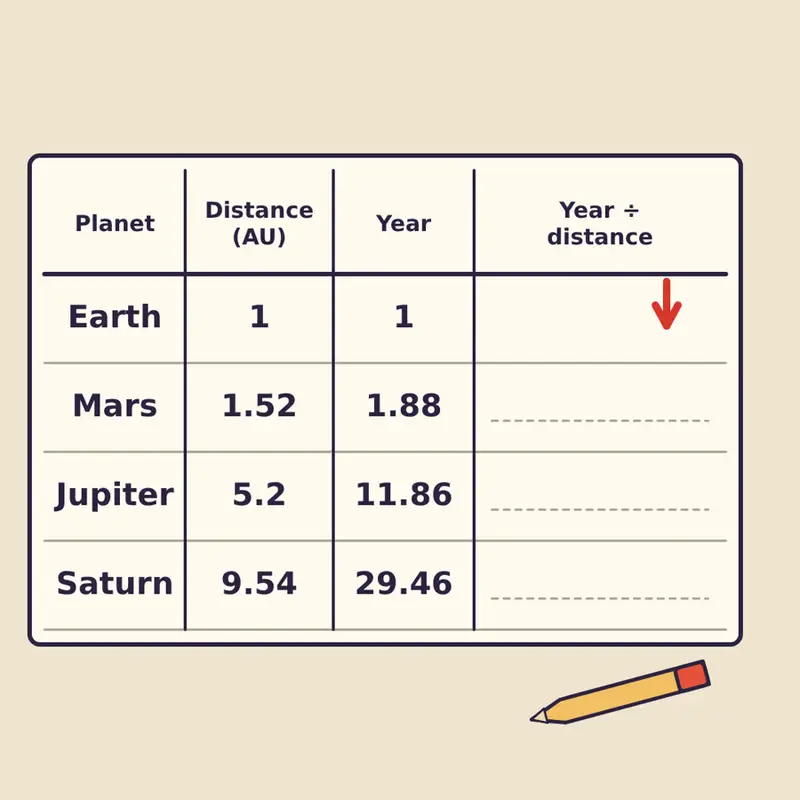 Planet
Distance
(AU)
Year
Year ÷
distance
Earth 1 1
Mars 1.52 1.88
Jupiter 5.2 11.86
Saturn 9.54 29.46